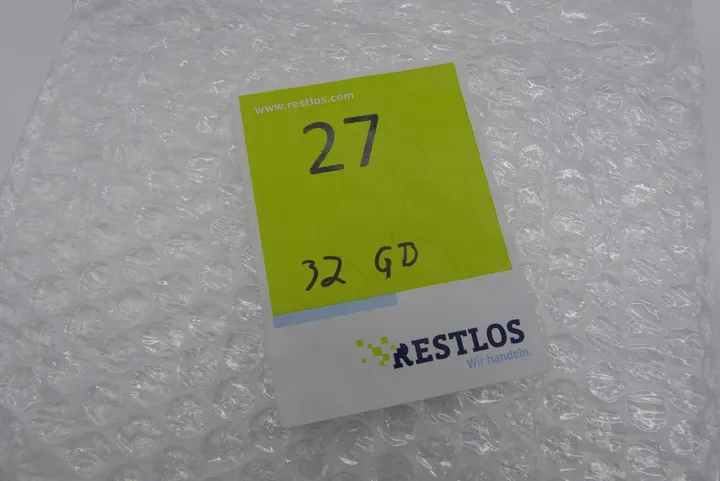 www.restlos.com
27
32 GD
RESTLOS
Wir handeln.